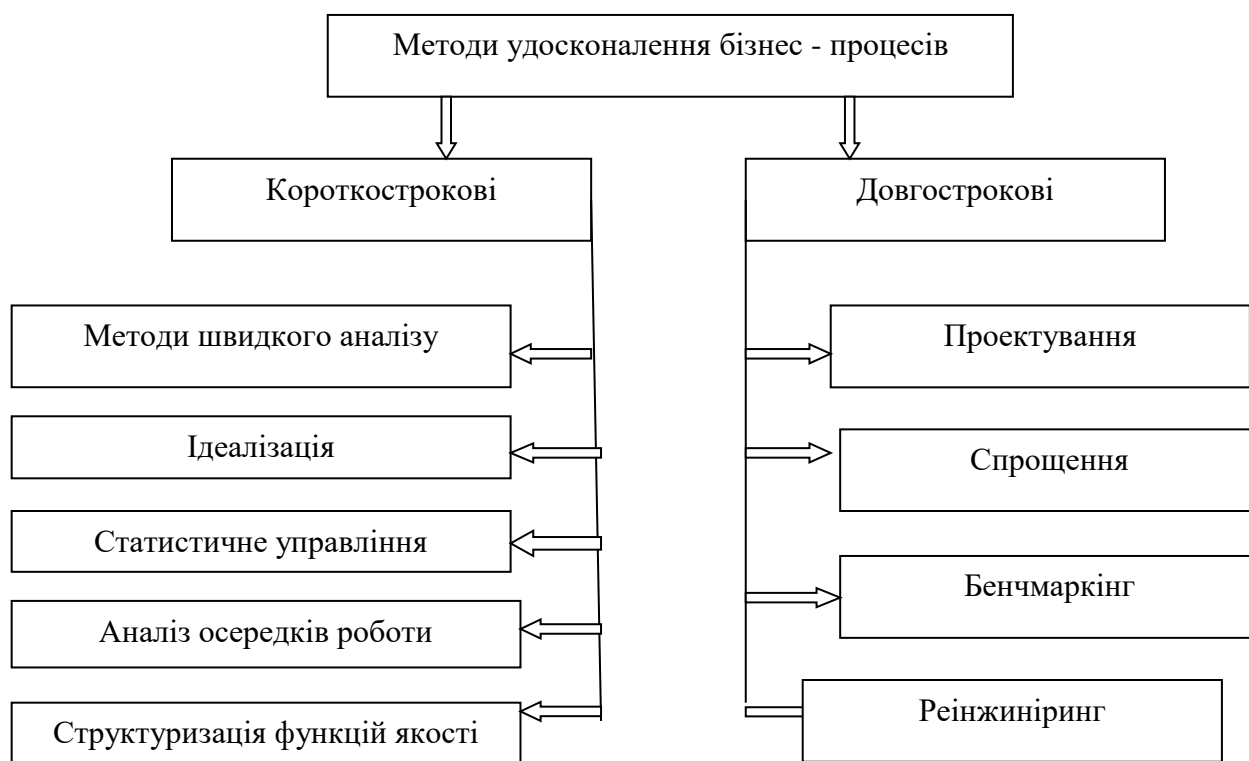 Методи удосконалення бізнес - процесів
Короткострокові
Довгострокові
Методи швидкого аналізу
Ідеалізація
Статистичне управління
Аналіз осередків роботи
Структуризація функцій якості
Проектування
Спрощення
Бенчмаркінг
Реінжиніринг